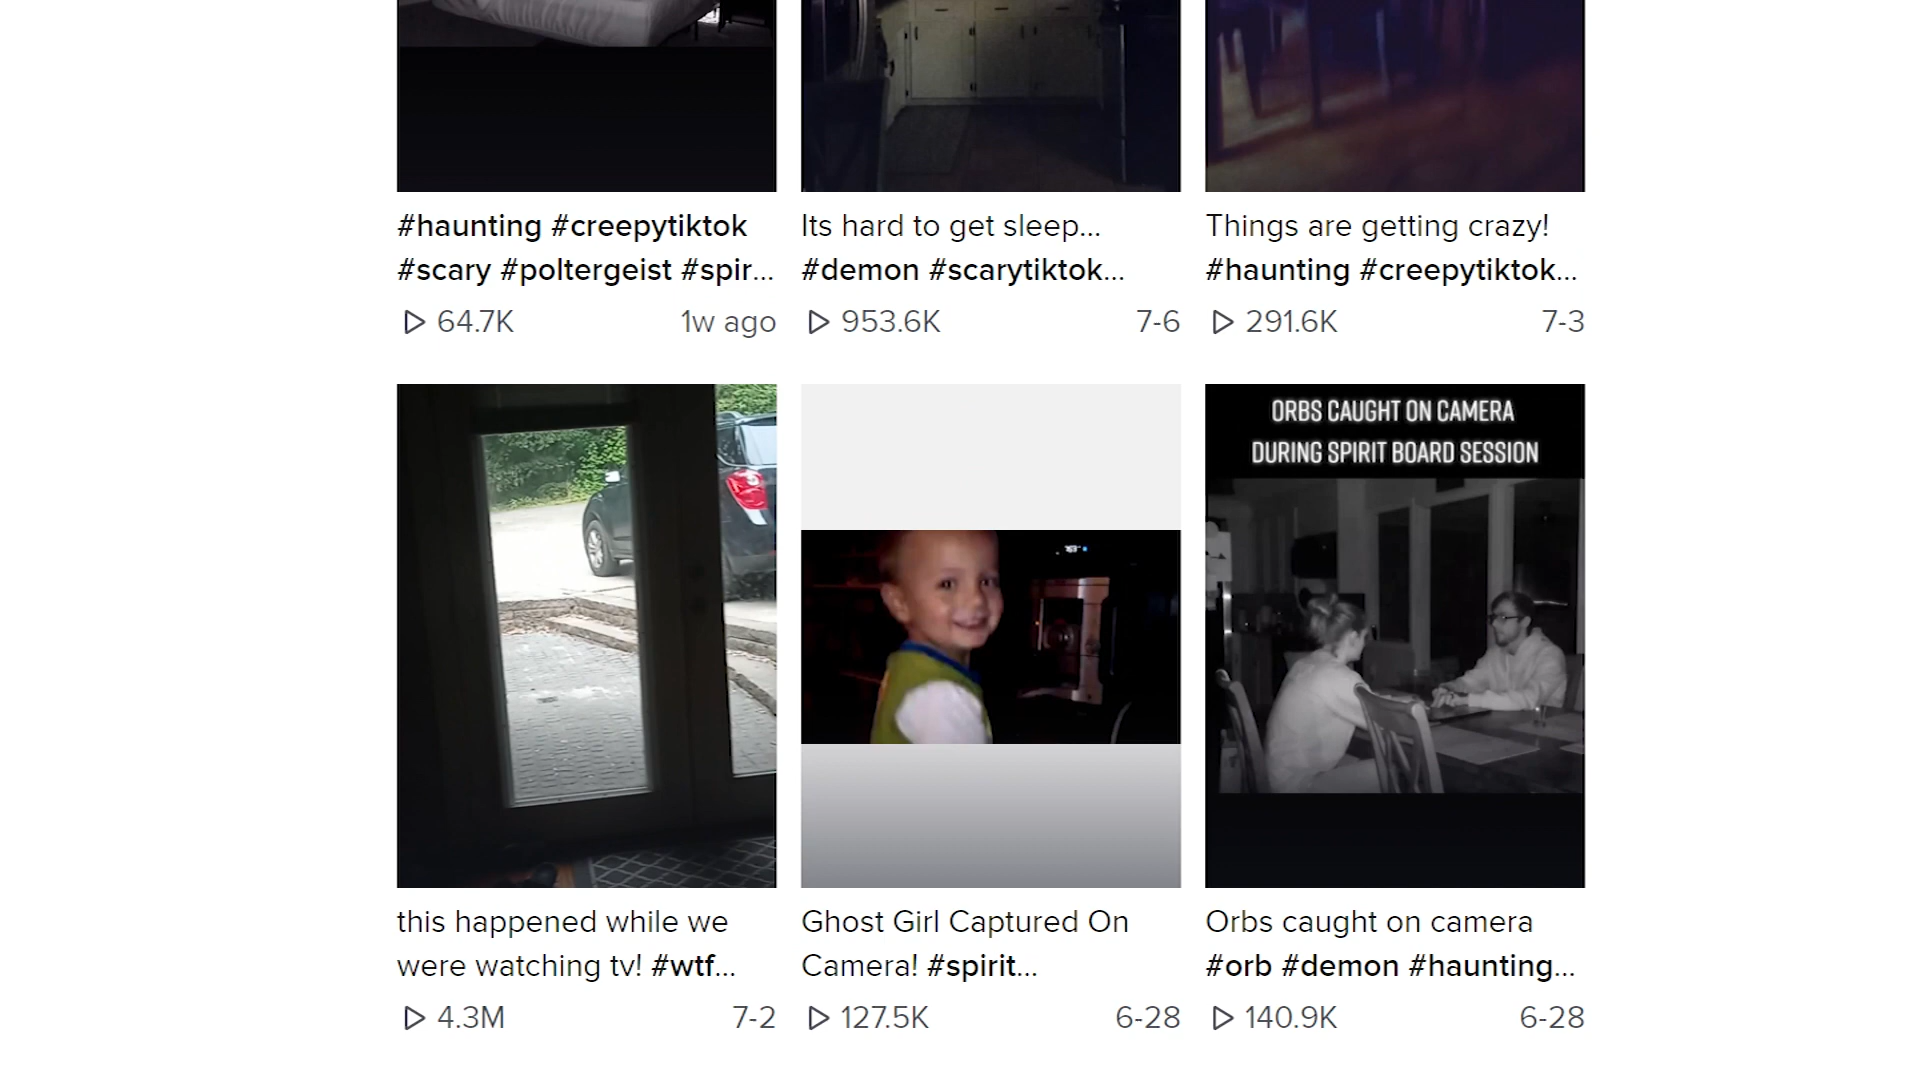 #haunting #creepytiktok
#scary #poltergeist #spir...
64.7K 1w ago
Its hard to get sleep...
#demon #scarytiktok...
953.6K 7-6
Things are getting crazy!
#haunting #creepytiktok...
291.6K 7-3
this happened while we
were watching tv! #wtf...
4.3M 7-2
Ghost Girl Captured On
Camera! #spirit...
127.5K 6-28
ORBS CAUGHT ON CAMERA
DURING SPIRIT BOARD SESSION
Orbs caught on camera
#orb #demon #haunting...
140.9K 6-28